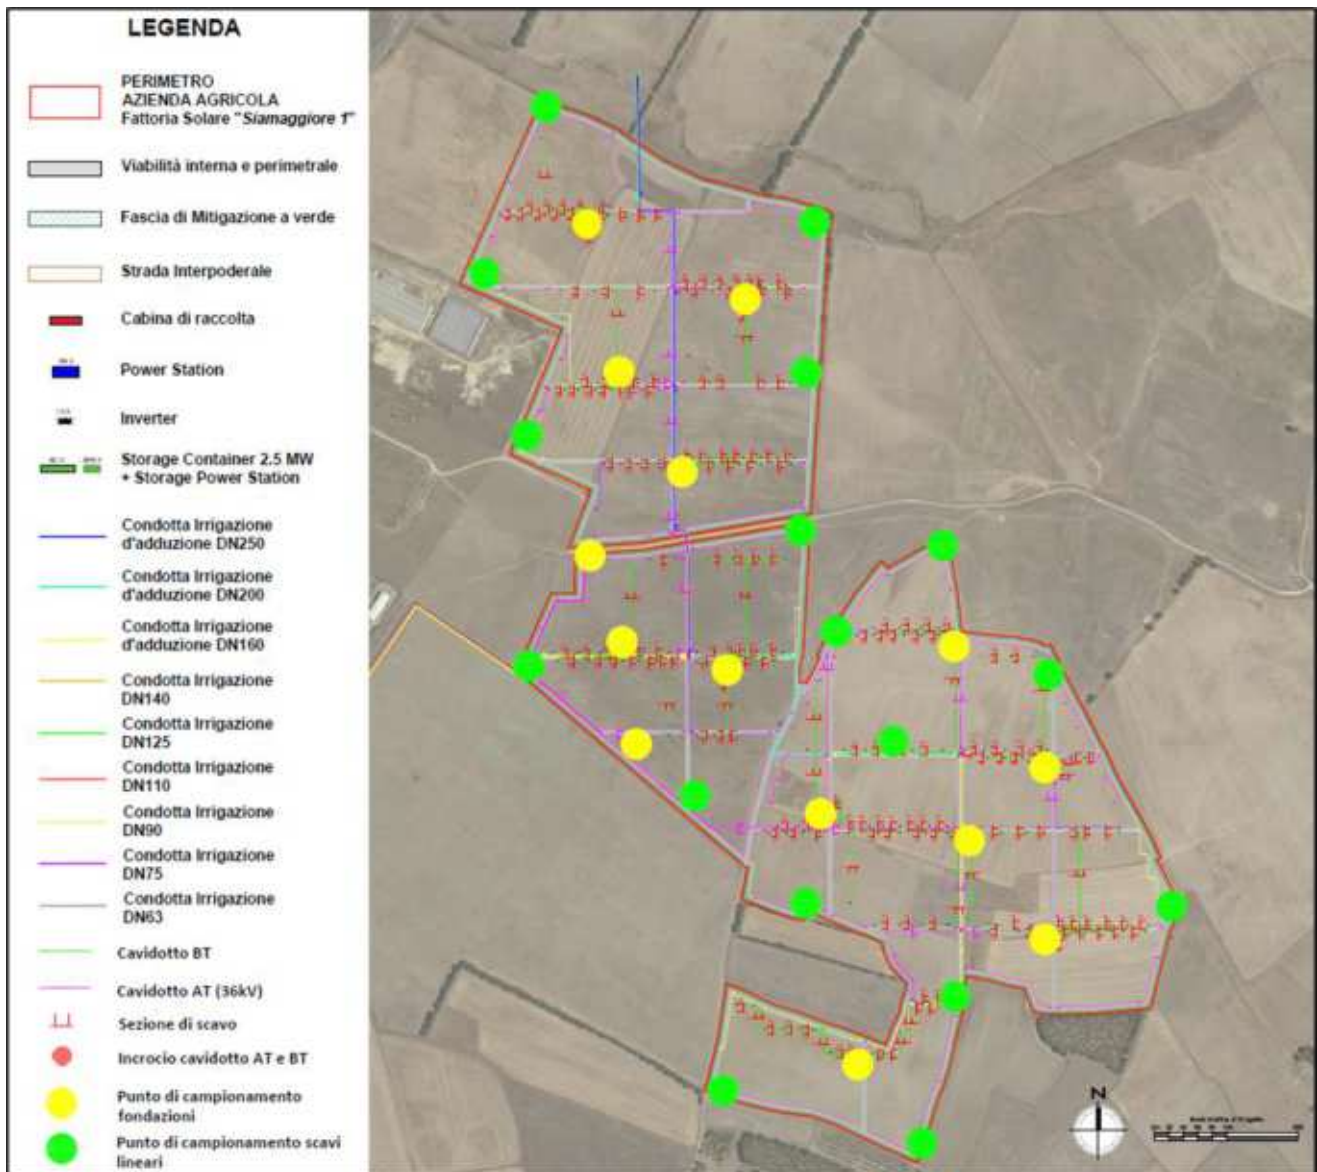 LEGENDA
PERIMETRO
AZIENDA AGRICOLA
Fattoria Solare "Siamaggiore 1"
Viabilità interna e perimetrale
Fascia di Mitigazione a verde
Strada Interpoderale
Cabina di raccolta
Power Station
Inverter
Storage Container 2.5 MW
+ Storage Power Station
Condotta Irrigazione
d'adduzione DN250
Condotta Irrigazione
d'adduzione DN200
Condotta Irrigazione
d'adduzione DN160
Condotta Irrigazione
DN140
Condotta Irrigazione
DN125
Condotta Irrigazione
DN110
Condotta Irrigazione
DN90
Condotta Irrigazione
DN75
Condotta Irrigazione
DN63
Cavidotto BT
Cavidotto AT (36kV)
Sezione di scavo
Incrocio cavidotto AT e BT
Punto di campionamento
fondazioni
Punto di campionamento scavi
lineari
N